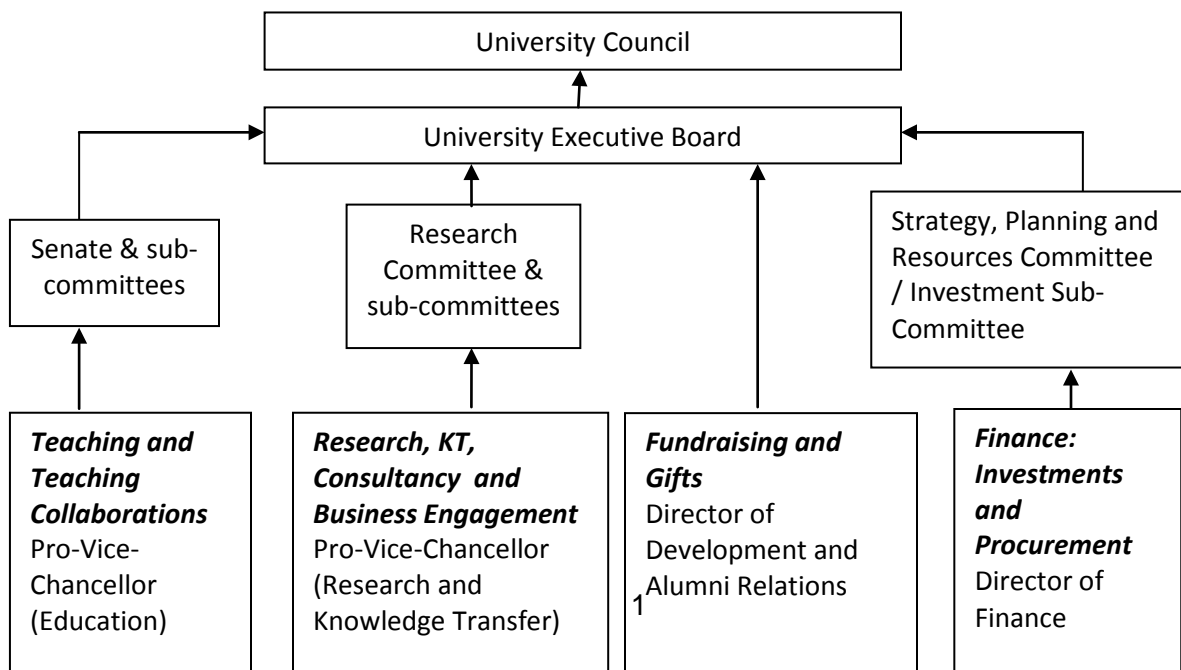 University Council
University Executive Board
Senate & sub-
committees
Research
Committee &
sub-committees
Strategy, Planning and
Resources Committee
/ Investment Sub-
Committee
Teaching and
Teaching
Collaborations
Pro-Vice-
Chancellor
(Education)
Research, KT,
Consultancy and
Business Engagement
Pro-Vice-Chancellor
(Research and
Knowledge Transfer)
Fundraising and
Gifts
Director of
Development and
Alumni Relations
1
Finance:
Investments
and
Procurement
Director of
Finance